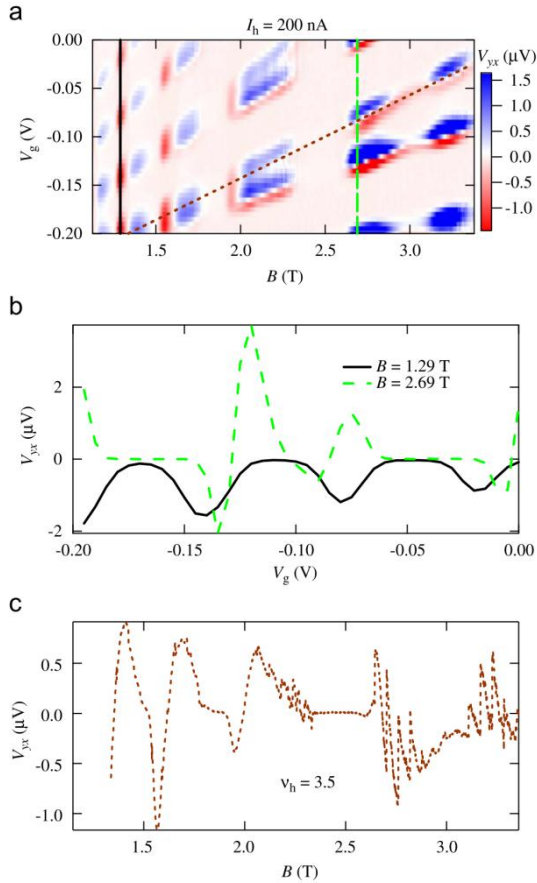 a
I_h = 200 nA
V_yx (μV)
0.00
-0.05
-0.10
-0.15
-0.20
V_g (V)
1.5
1.0
0.5
0.0
-0.5
-1.0
1.5 2.0 2.5 3.0
B (T)
b
2
0
-2
V_yx (μV)
B = 1.29 T
B = 2.69 T
-0.20 -0.15 -0.10 -0.05 0.00
V_g (V)
c
0.5
0.0
-0.5
-1.0
V_yx (μV)
ν_h = 3.5
1.5 2.0 2.5 3.0
B (T)